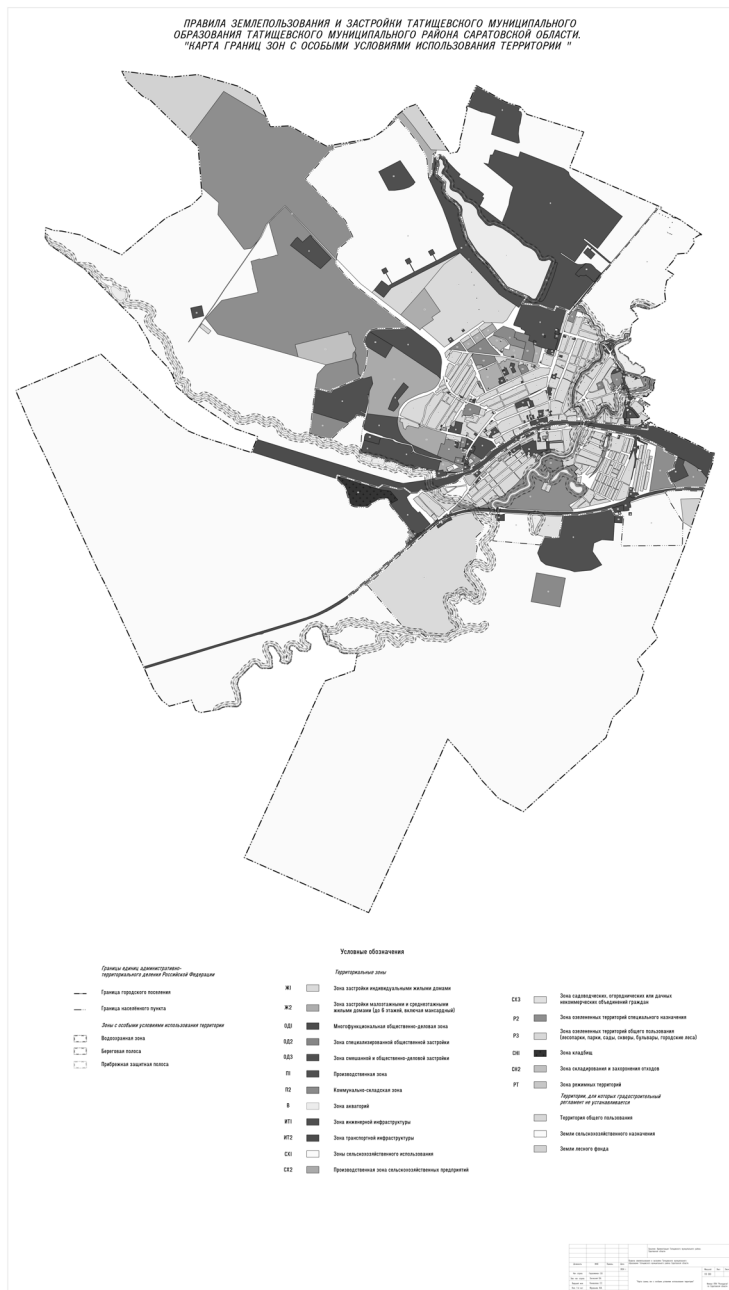 ПРАВИЛА ЗЕМЛЕПОЛЬЗОВАНИЯ И ЗАСТРОЙКИ ТАТИЩЕВСКОГО МУНИЦИПАЛЬНОГО
ОБРАЗОВАНИЯ ТАТИЩЕВСКОГО МУНИЦИПАЛЬНОГО РАЙОНА САРАТОВСКОЙ ОБЛАСТИ.
"КАРТА ГРАНИЦ ЗОН С ОСОБЫМИ УСЛОВИЯМИ ИСПОЛЬЗОВАНИЯ ТЕРРИТОРИИ "
Условные обозначения
Границы единиц административно-
территориального деления Российской Федерации
Граница городского поселения
Граница населённого пункта
Зоны с особыми условиями использования территории
Водоохранная зона
Береговая полоса
Прибрежная защитная полоса
Территориальные зоны
Ж1 Зона застройки индивидуальными жилыми домами
Ж2 Зона застройки малоэтажными и среднеэтажными
жилыми домами (до 6 этажей, включая мансардный)
ОД1 Многофункциональная общественно-деловая зона
ОД2 Зона специализированной общественной застройки
ОД3 Зона смешанной и общественно-деловой застройки
П1 Производственная зона
П2 Коммунально-складская зона
В Зона акваторий
ИТ1 Зона инженерной инфраструктуры
ИТ2 Зона транспортной инфраструктуры
СХ1 Зоны сельскохозяйственного использования
СХ2 Производственная зона сельскохозяйственных предприятий
СХ3 Зона садоводческих, огороднических или дачных
некоммерческих объединений граждан
Р2 Зона озелененных территорий специального назначения
Р3 Зона озелененных территорий общего пользования
(лесопарки, парки, сады, скверы, бульвары, городские леса)
СН1 Зона кладбищ
СН2 Зона складирования и захоронения отходов
РТ Зона режимных территорий
Территории, для которых градостроительный
регламент не устанавливается
Территория общего пользования
Земли сельскохозяйственного назначения
Земли лесного фонда